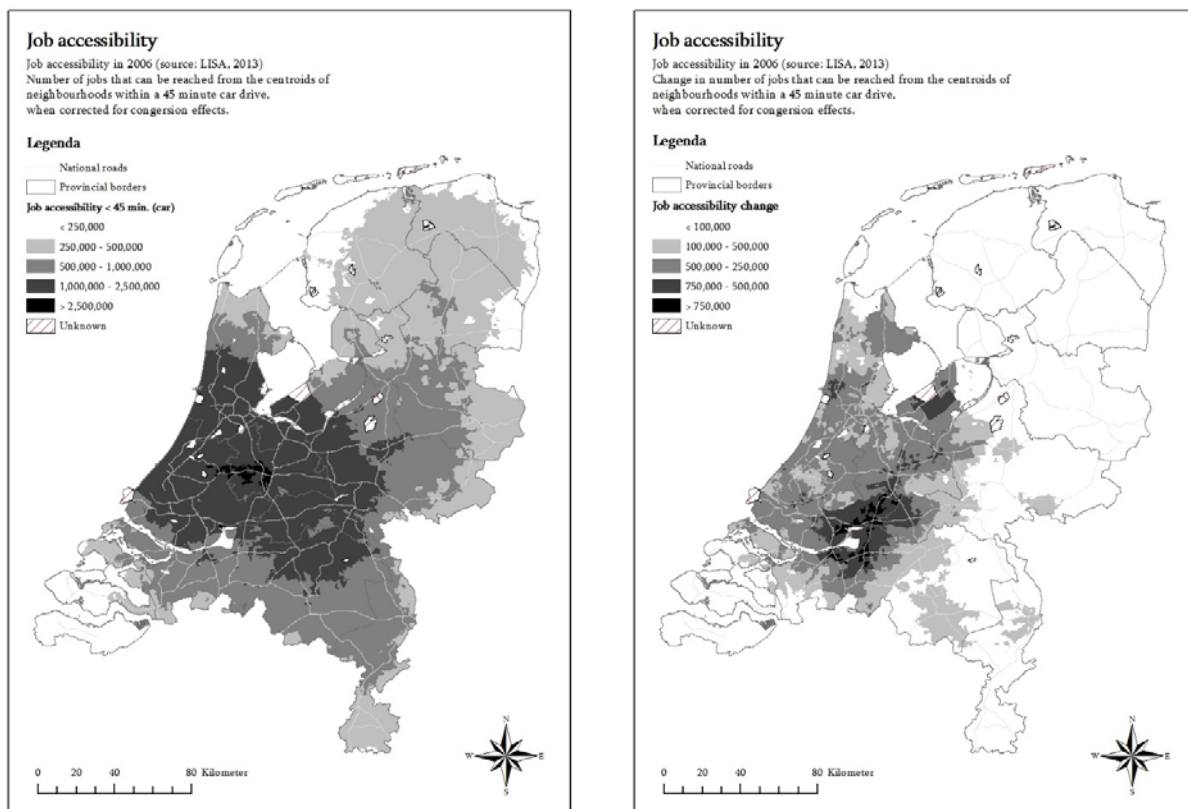 Job accessibility
Job accessibility in 2006 (source: LISA, 2013)
Number of jobs that can be reached from the centroids of
neighbourhoods within a 45 minute car drive,
when corrected for congersion effects.
Legenda
National roads
Provincial borders
Job accessibility < 45 min. (car)
< 250,000
250,000 - 500,000
500,000 - 1,000,000
1,000,000 - 2,500,000
> 2,500,000
Unknown
N
W
E
S
0 20 40 80 Kilometer
Job accessibility
Job accessibility in 2006 (source: LISA, 2013)
Change in number of jobs that can be reached from the centroids of
neighbourhoods within a 45 minute car drive,
when corrected for congersion effects.
Legenda
National roads
Provincial borders
Job accessibility change
< 100,000
100,000 - 500,000
500,000 - 250,000
750,000 - 500,000
> 750,000
Unknown
N
W
E
S
0 20 40 80 Kilometer